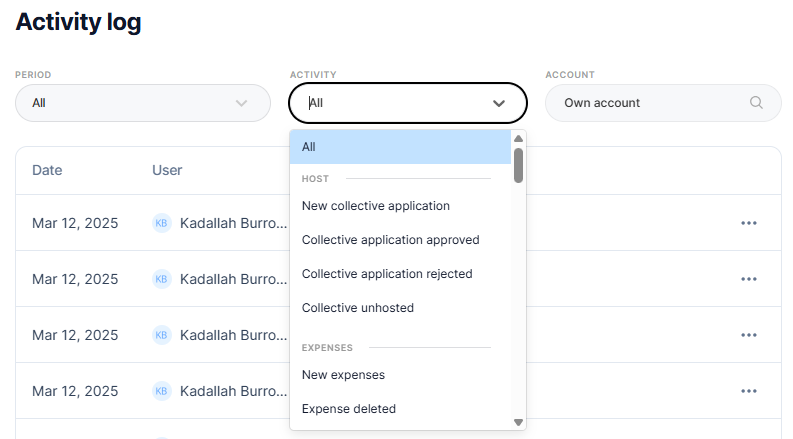 Activity log
PERIOD ACTIVITY ACCOUNT
All All Own account
All
Date User
HOST
New collective application
Mar 12, 2025 KB Kadallah Burro...
Collective application approved
Collective application rejected
Mar 12, 2025 KB Kadallah Burro...
Collective unhosted
Mar 12, 2025 KB Kadallah Burro...
EXPENSES
New expenses
Mar 12, 2025 KB Kadallah Burro...
Expense deleted